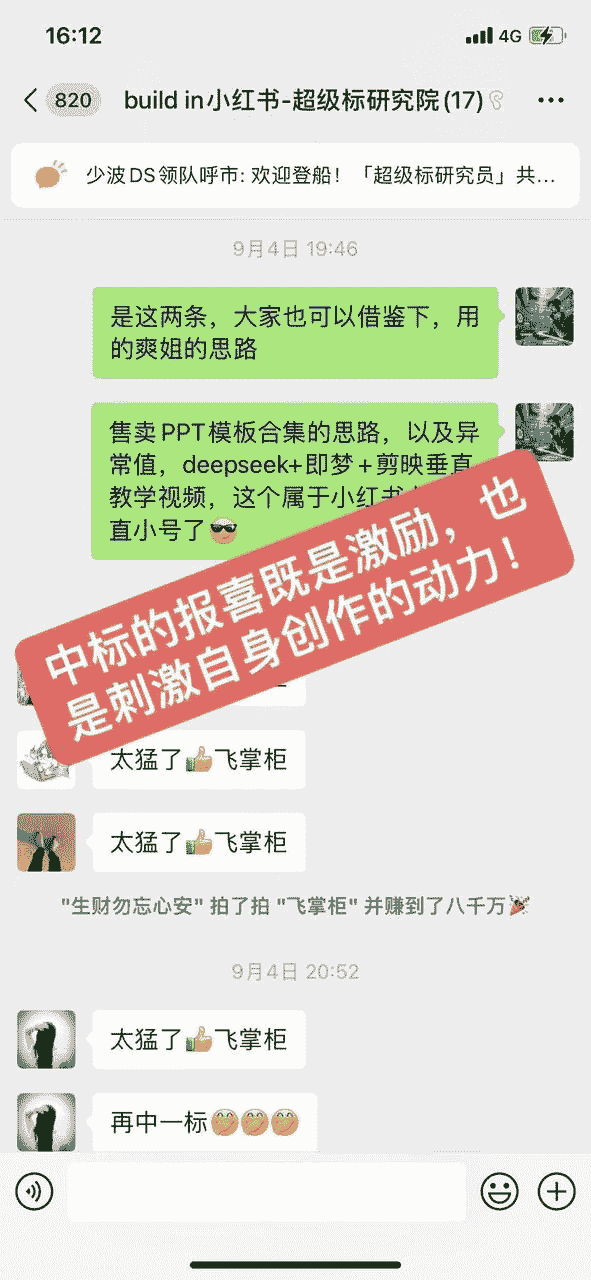 16:12
4G
820
build in小红书-超级标研究院(17)
少波DS领队呼市: 欢迎登船！「超级标研究员」共...
9月4日 19:46
是这两条，大家也可以借鉴下，用
的爽姐的思路
售卖PPT模板合集的思路，以及异
常值，deepseek+即梦+剪映垂直
教学视频，这个属于小红书
直小号了
中标的报喜既是激励，也
是刺激自身创作的动力！
太猛了飞掌柜
太猛了飞掌柜
"生财勿忘心安" 拍了拍 "飞掌柜" 并赚到了八千万
9月4日 20:52
太猛了飞掌柜
再中一标